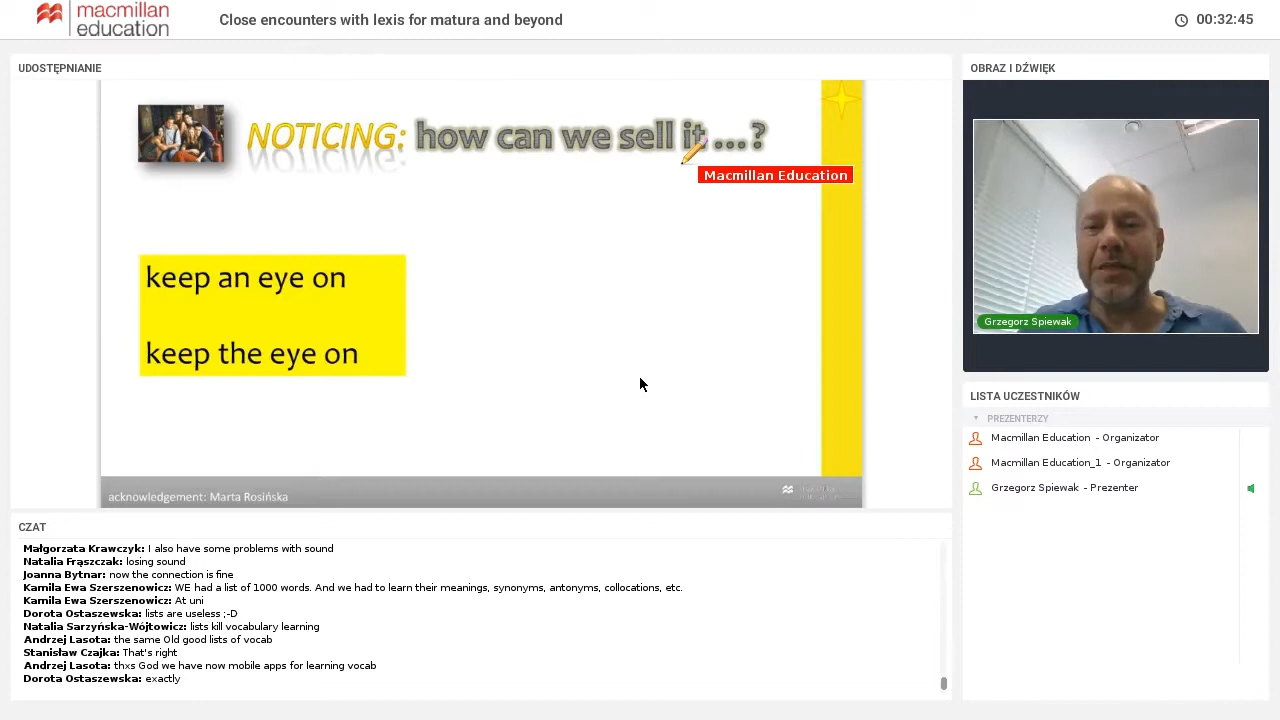 macmillan
education
Close encounters with lexis for matura and beyond
00:32:45
UDOSTĘPNIANIE
NOTICING: how can we sell it ...?
Macmillan Education
keep an eye on
keep the eye on
acknowledgement: Marta Rosińska
OBRAZ I DŹWIĘK
Grzegorz Spiewak
LISTA UCZESTNIKÓW
PREZENTERZY
Macmillan Education - Organizator
Macmillan Education_1 - Organizator
Grzegorz Spiewak - Prezenter
CZAT
Małgorzata Krawczyk: I also have some problems with sound
Natalia Frąszczak: losing sound
Joanna Bytnar: now the connection is fine
Kamila Ewa Szerszenowicz: WE had a list of 1000 words. And we had to learn their meanings, synonyms, antonyms, collocations, etc.
Kamila Ewa Szerszenowicz: At uni
Dorota Ostaszewska: lists are useless ;-D
Natalia Sarzyńska-Wójtowicz: lists kill vocabulary learning
Andrzej Lasota: the same Old good lists of vocab
Stanisław Czajka: That's right
Andrzej Lasota: thxs God we have now mobile apps for learning vocab
Dorota Ostaszewska: exactly